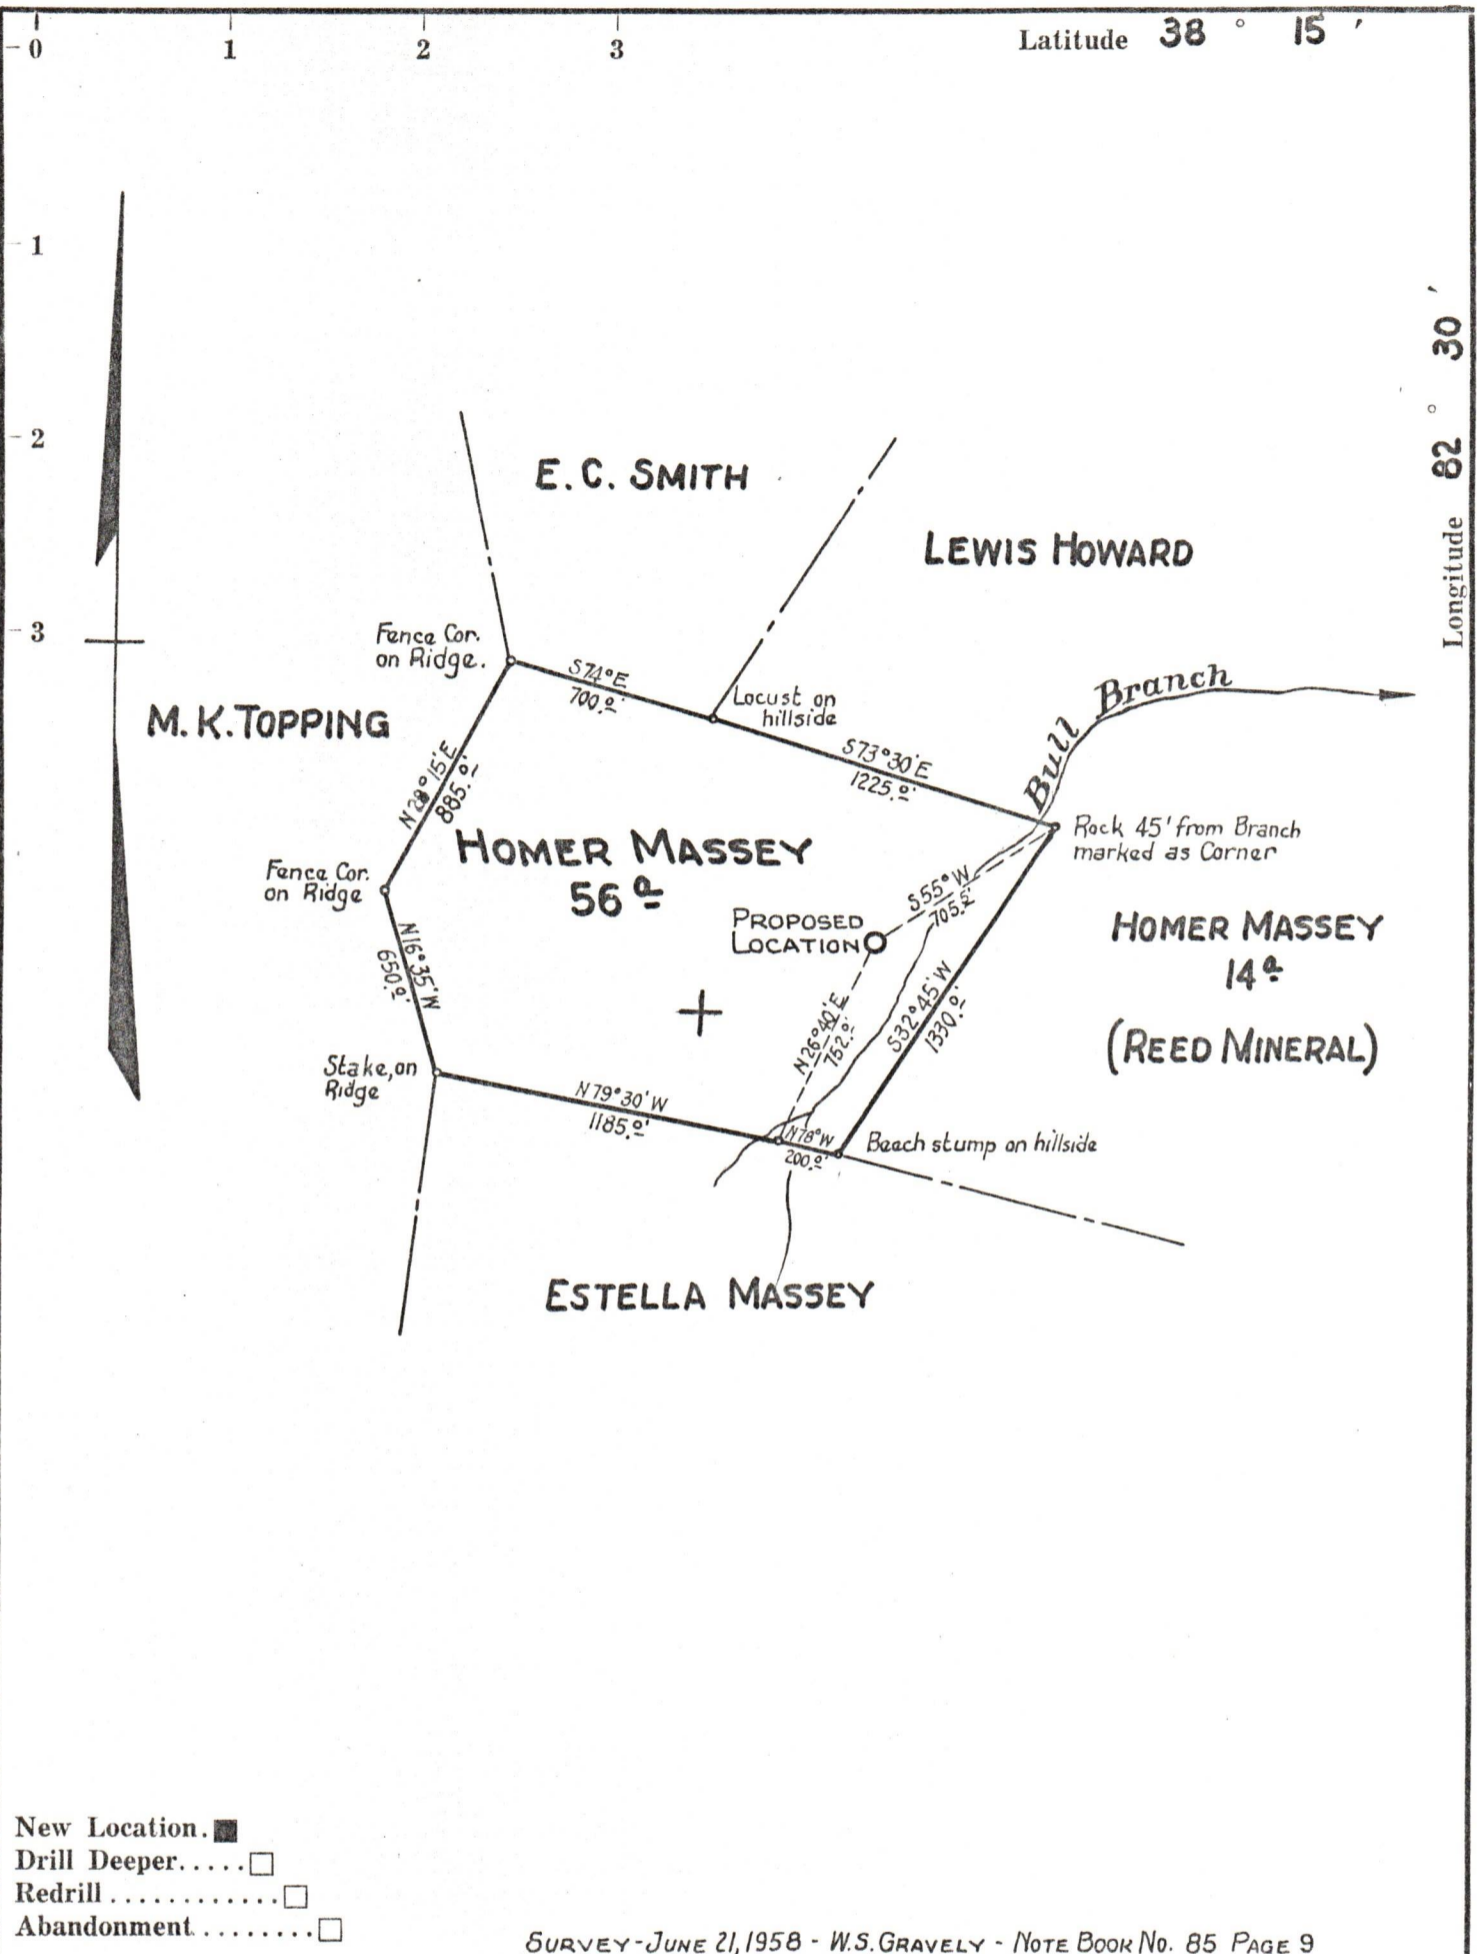 0 1 2 3 Latitude 38 ° 15 '
1
2
3
Longitude 82 ° 30 '
E. C. SMITH
LEWIS HOWARD
Fence Cor.
on Ridge.
S74°E
700.0'
Locust on
hillside
M. K. TOPPING
S73°30'E
1225.0'
Bull Branch
N28°15'E
885.0'
Rock 45' from Branch
marked as Corner
HOMER MASSEY
56a
Fence Cor.
on Ridge
S55°W
705.5'
PROPOSED
LOCATION
HOMER MASSEY
14a
(REED MINERAL)
N16°35'W
650.0'
N26°40'E
752.0'
S32°45'W
1330.0'
Stake, on
Ridge
N79°30'W
1185.0'
N78°W
200.0'
Beech stump on hillside
ESTELLA MASSEY
New Location.
Drill Deeper.....
Redrill............
Abandonment.........
SURVEY-JUNE 21, 1958 - W.S. GRAVELY - NOTE BOOK NO. 85 PAGE 9